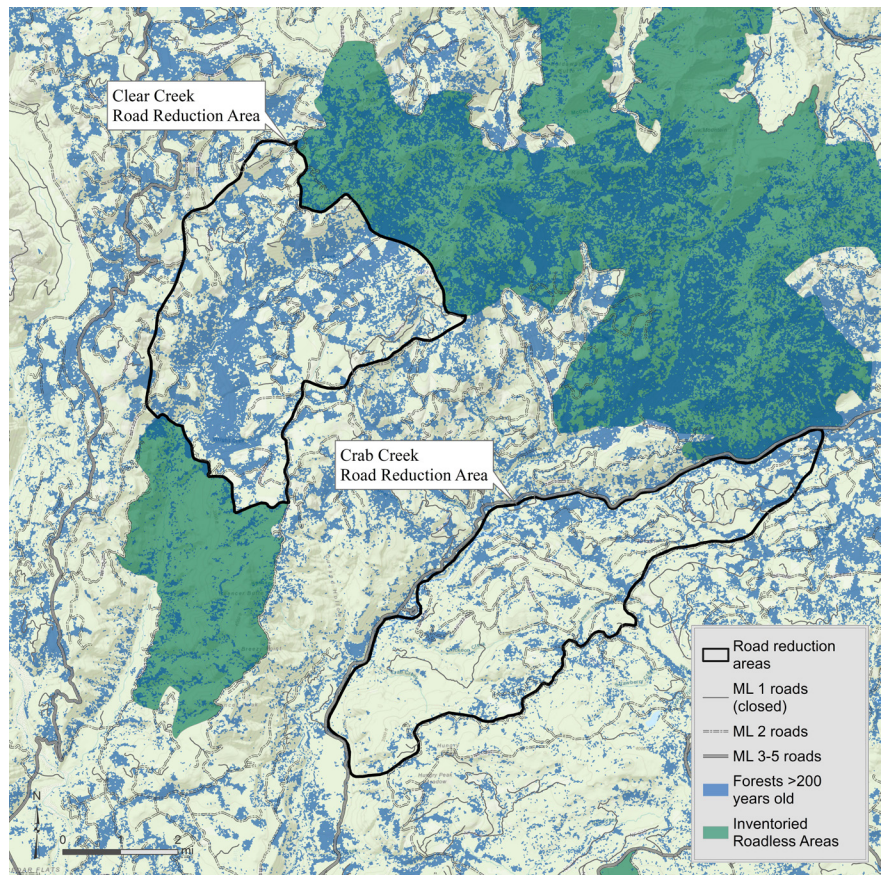 Clear Creek
Road Reduction Area
Crab Creek
Road Reduction Area
Road reduction
areas
ML 1 roads
(closed)
ML 2 roads
ML 3-5 roads
Forests >200
years old
Inventoried
Roadless Areas
N
0 1 2
mi
FLATS